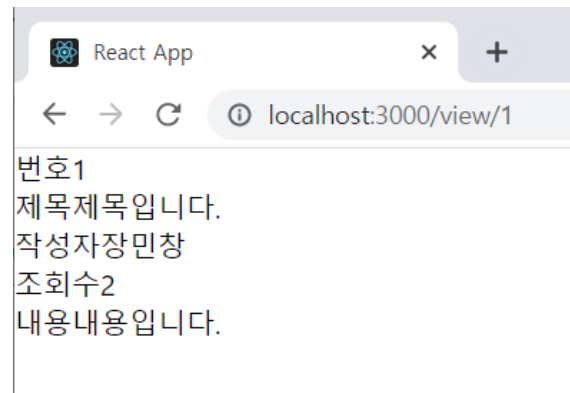 React App
localhost:3000/view/1
번호1
제목제목입니다.
작성자장민창
조회수2
내용내용입니다.